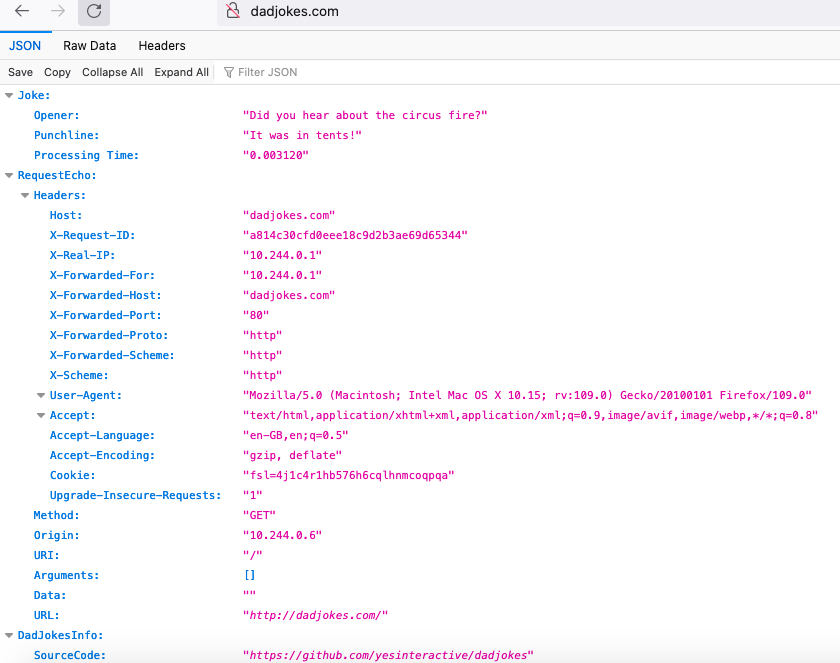 dadjokes.com
JSON Raw Data Headers
Save Copy Collapse All Expand All Filter JSON
Joke:
Opener: "Did you hear about the circus fire?"
Punchline: "It was in tents!"
Processing Time: "0.003120"
RequestEcho:
Headers:
Host: "dadjokes.com"
X-Request-ID: "a814c30cfd0eee18c9d2b3ae69d65344"
X-Real-IP: "10.244.0.1"
X-Forwarded-For: "10.244.0.1"
X-Forwarded-Host: "dadjokes.com"
X-Forwarded-Port: "80"
X-Forwarded-Proto: "http"
X-Forwarded-Scheme: "http"
X-Scheme: "http"
User-Agent: "Mozilla/5.0 (Macintosh; Intel Mac OS X 10.15; rv:109.0) Gecko/20100101 Firefox/109.0"
Accept: "text/html,application/xhtml+xml,application/xml;q=0.9,image/avif,image/webp,*/*;q=0.8"
Accept-Language: "en-GB,en;q=0.5"
Accept-Encoding: "gzip, deflate"
Cookie: "fsl=4j1c4r1hb576h6cqlhnmcoqpqa"
Upgrade-Insecure-Requests: "1"
Method: "GET"
Origin: "10.244.0.6"
URI: "/"
Arguments: []
Data: ""
URL: "http://dadjokes.com/"
DadJokesInfo:
SourceCode: "https://github.com/yesinteractive/dadjokes"